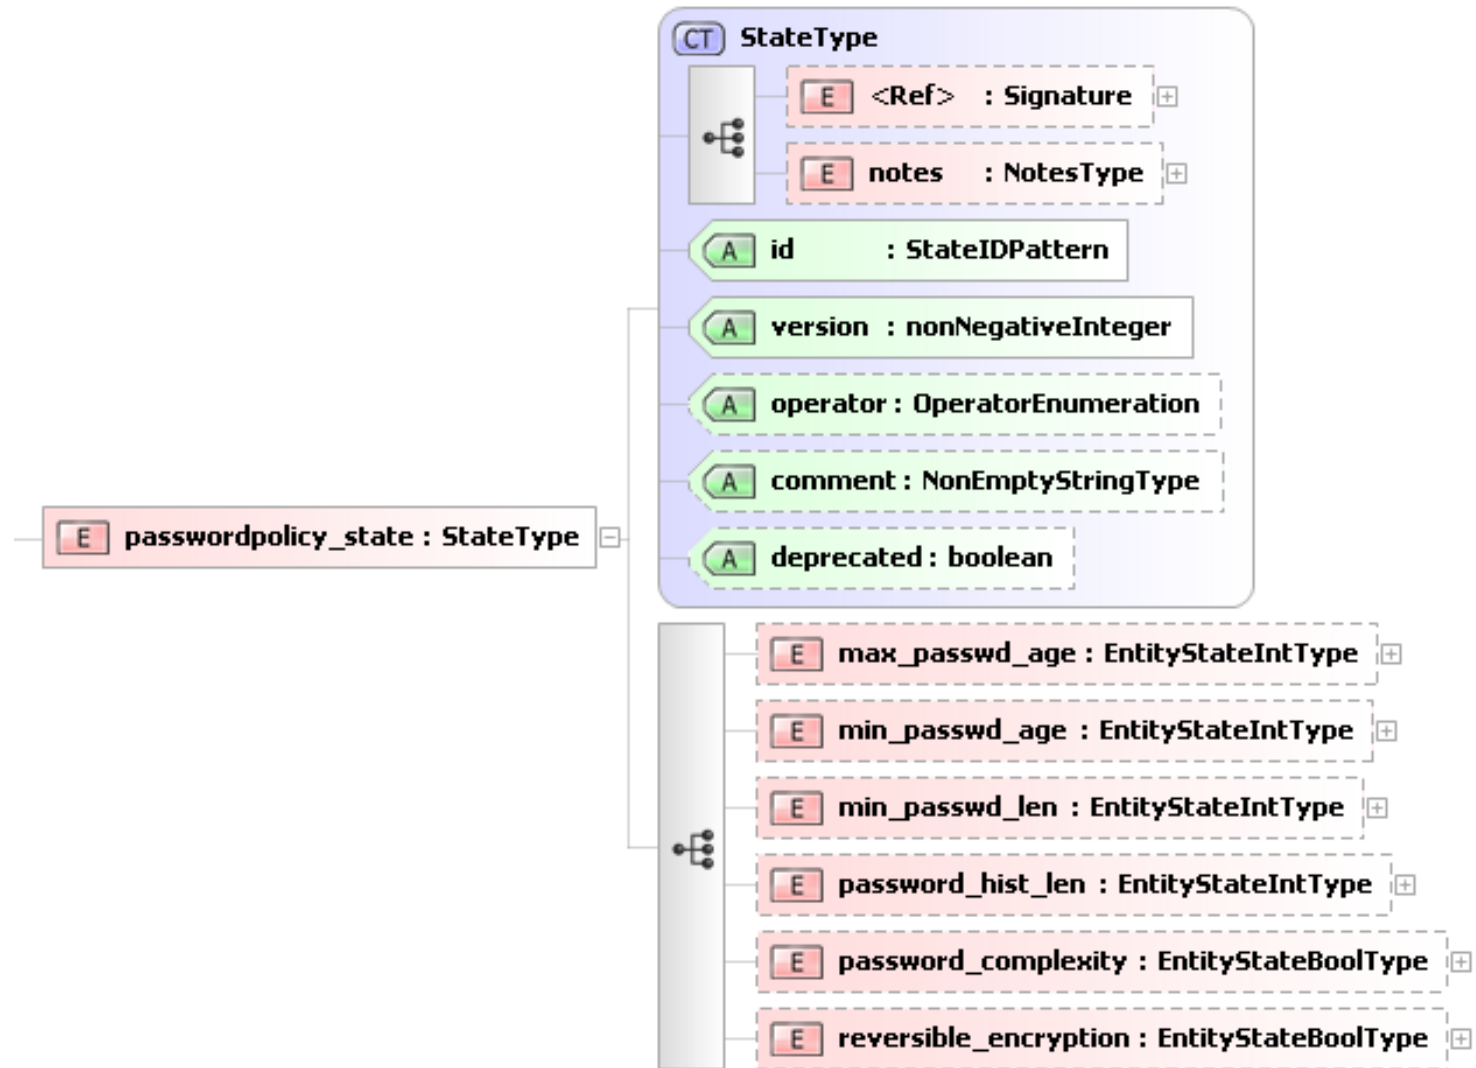 CT StateType
E <Ref> : Signature
E notes : NotesType
A id : StateIDPattern
A version : nonNegativeInteger
A operator : OperatorEnumeration
A comment : NonEmptyStringType
E passwordpolicy_state : StateType
A deprecated : boolean
E max_passwd_age : EntityStateIntType
E min_passwd_age : EntityStateIntType
E min_passwd_len : EntityStateIntType
E password_hist_len : EntityStateIntType
E password_complexity : EntityStateBoolType
E reversible_encryption : EntityStateBoolType